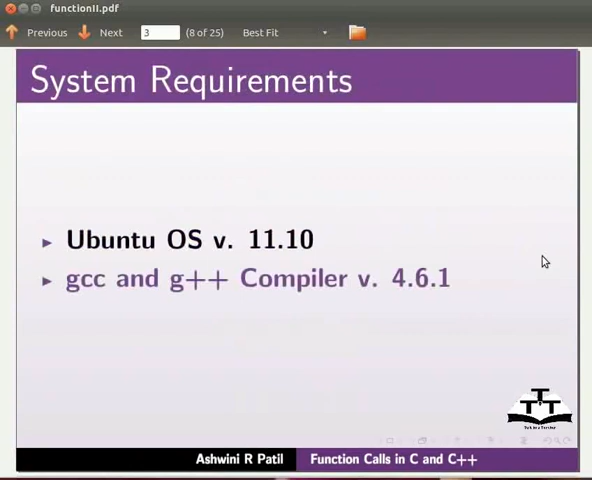 functionII.pdf
Previous Next 3 (8 of 25) Best Fit
System Requirements
Ubuntu OS v. 11.10
gcc and g++ Compiler v. 4.6.1
TTT
Ashwini R Patil Function Calls in C and C++